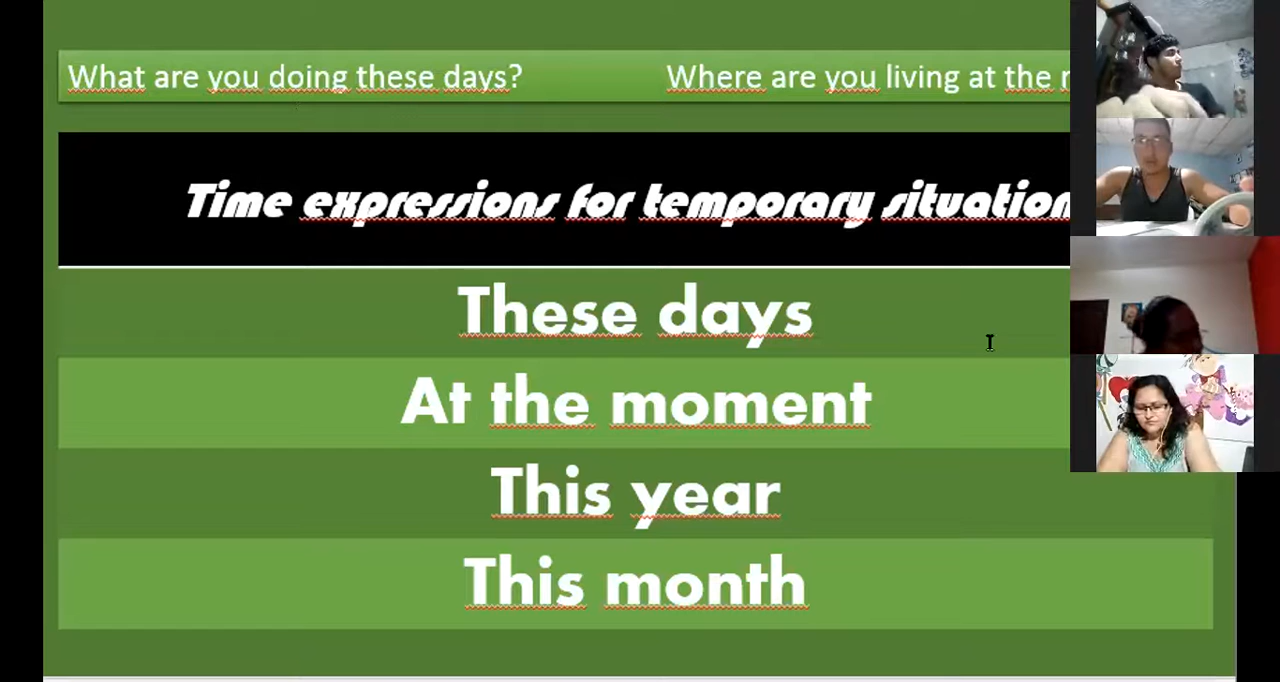 What are you doing these days?
Where are you living at the
Time expressions for temporary situation
These days
At the moment
This year
This month